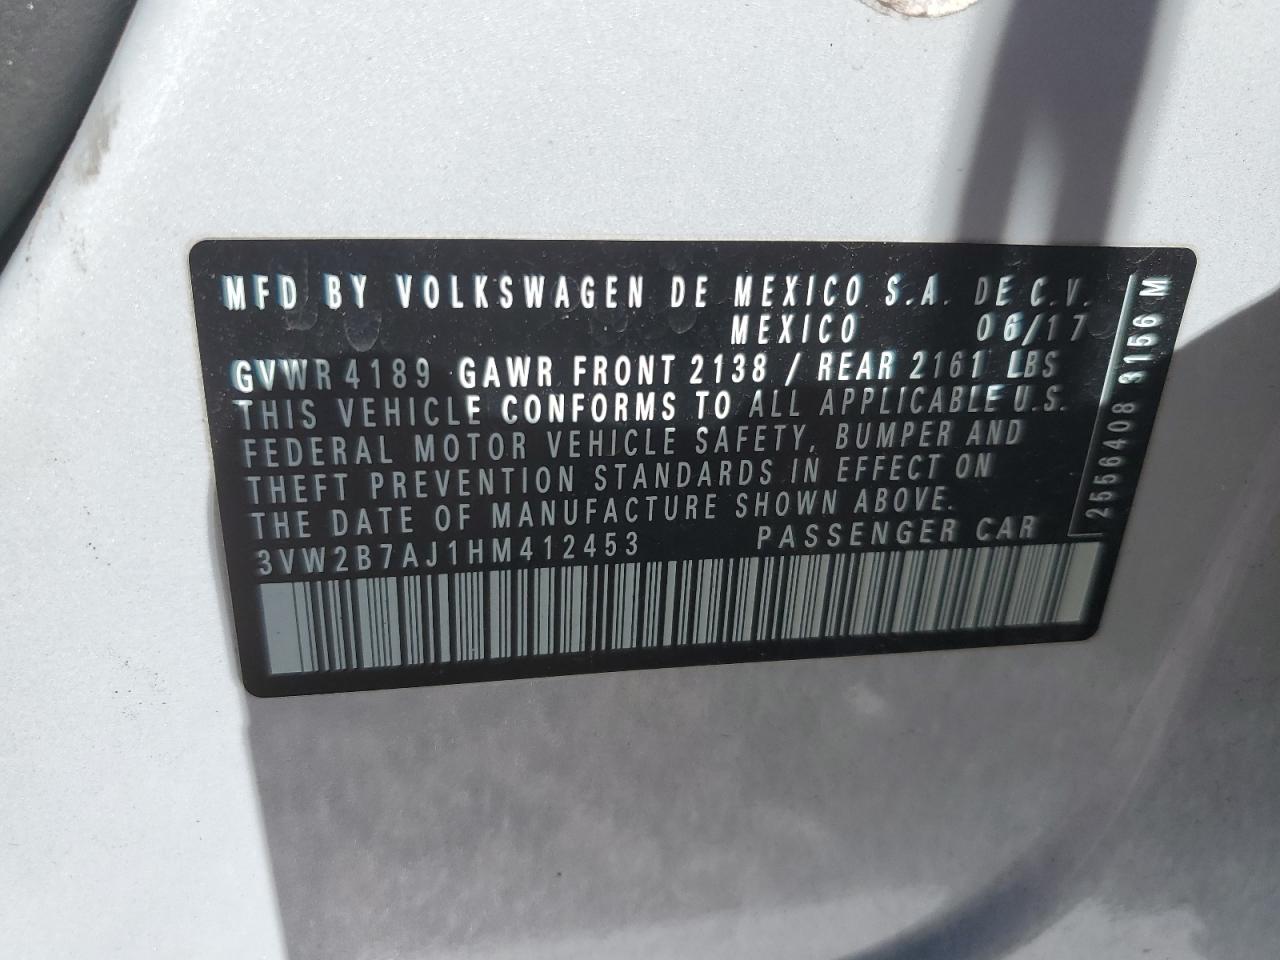 MFD BY VOLKSWAGEN DE MEXICO S.A. DE C.V.
MEXICO 06/17
GVWR 4189 GAWR FRONT 2138 / REAR 2161 LBS
THIS VEHICLE CONFORMS TO ALL APPLICABLE U.S.
FEDERAL MOTOR VEHICLE SAFETY, BUMPER AND
THEFT PREVENTION STANDARDS IN EFFECT ON
THE DATE OF MANUFACTURE SHOWN ABOVE.
3VW2B7AJ1HM412453 PASSENGER CAR
2556408 3156 M